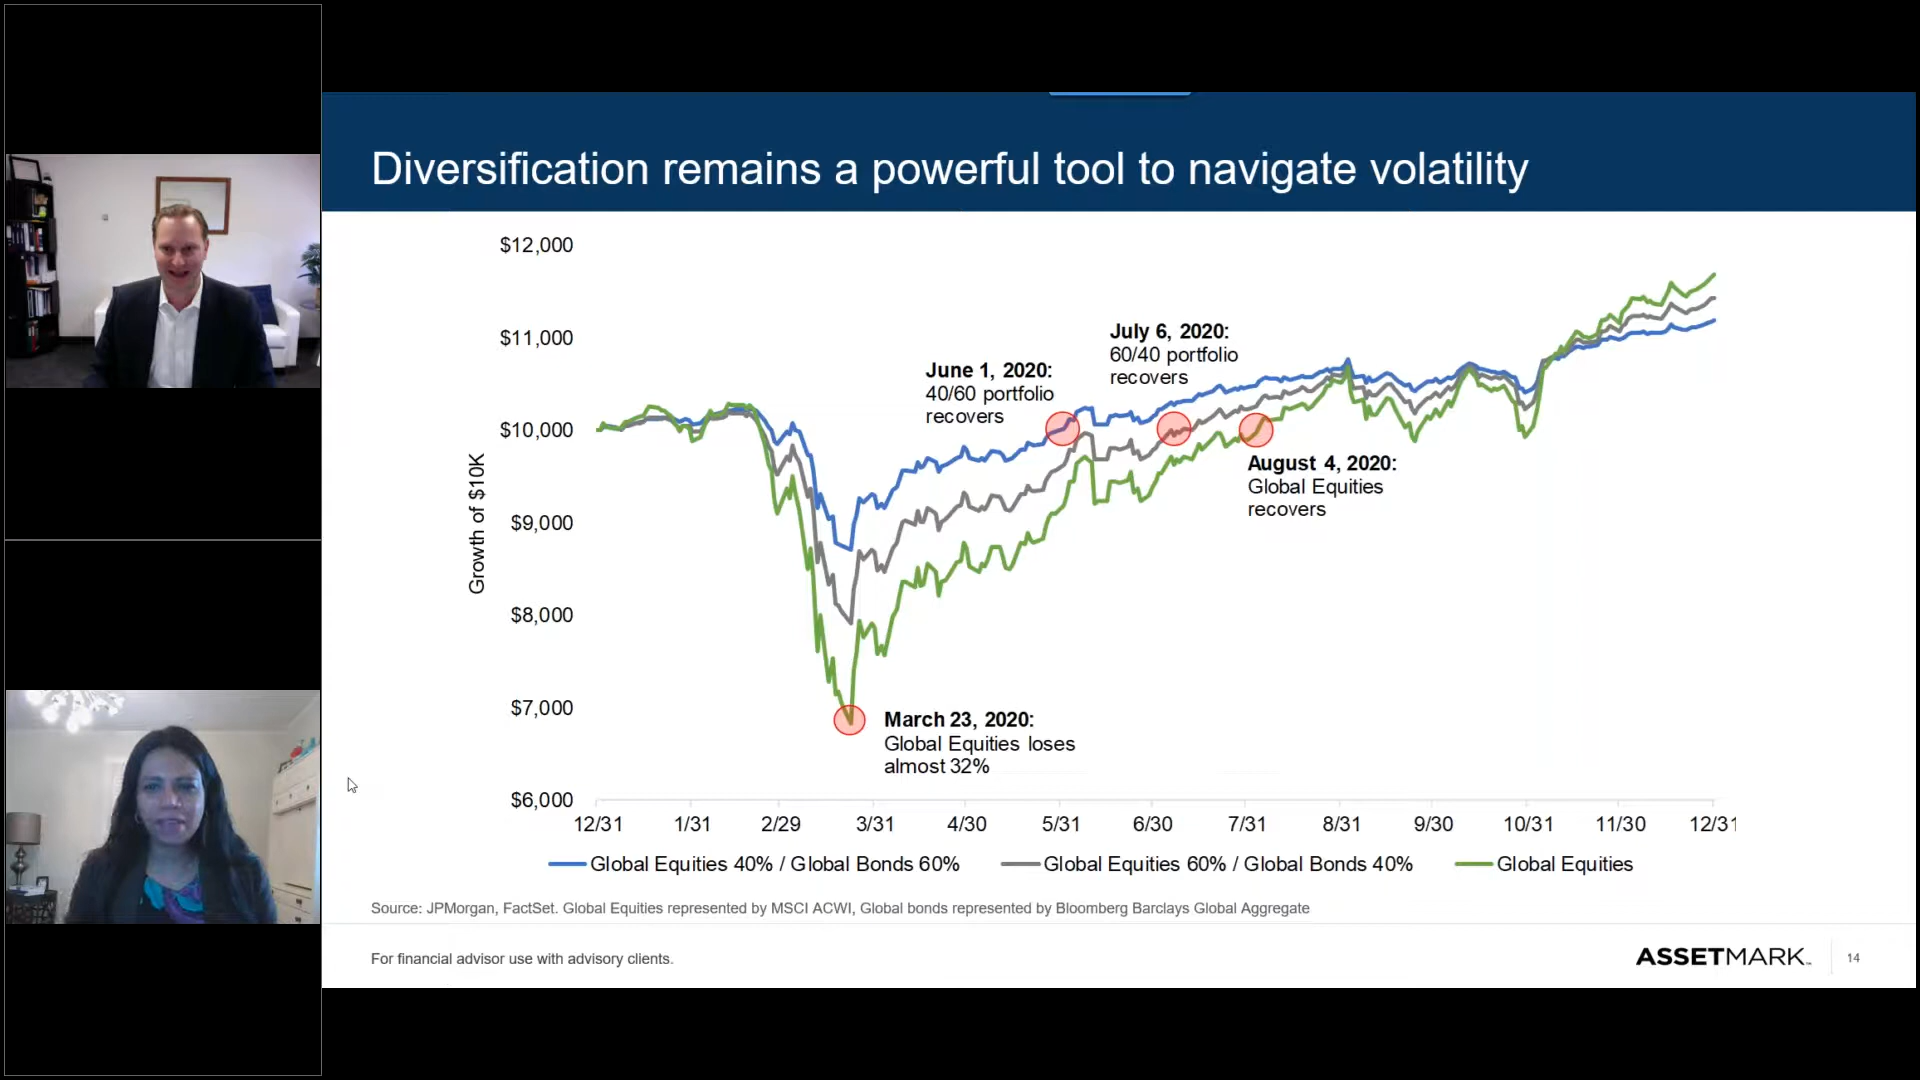 Diversification remains a powerful tool to navigate volatility
$12,000
$11,000
$10,000
$9,000
$8,000
$7,000
$6,000
Growth of $10K
June 1, 2020:
40/60 portfolio
recovers
July 6, 2020:
60/40 portfolio
recovers
August 4, 2020:
Global Equities
recovers
March 23, 2020:
Global Equities loses
almost 32%
12/31 1/31 2/29 3/31 4/30 5/31 6/30 7/31 8/31 9/30 10/31 11/30 12/31
Global Equities 40% / Global Bonds 60% Global Equities 60% / Global Bonds 40% Global Equities
Source: JPMorgan, FactSet. Global Equities represented by MSCI ACWI, Global bonds represented by Bloomberg Barclays Global Aggregate
For financial advisor use with advisory clients.
ASSETMARK™ 14